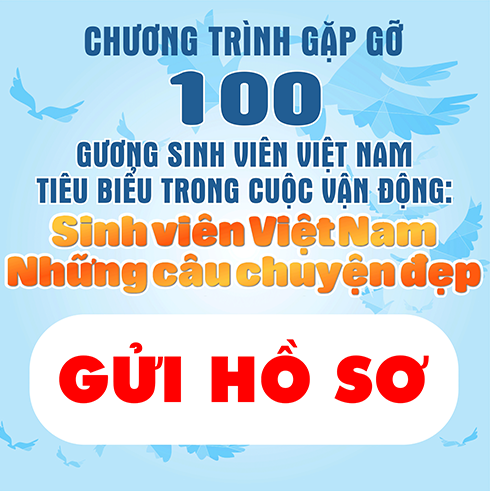 CHƯƠNG TRÌNH GẶP GỠ
100
GƯƠNG SINH VIÊN VIỆT NAM
TIÊU BIỂU TRONG CUỘC VẬN ĐỘNG:
Sinh viên Việt Nam
Những câu chuyện đẹp
GỬI HỒ SƠ